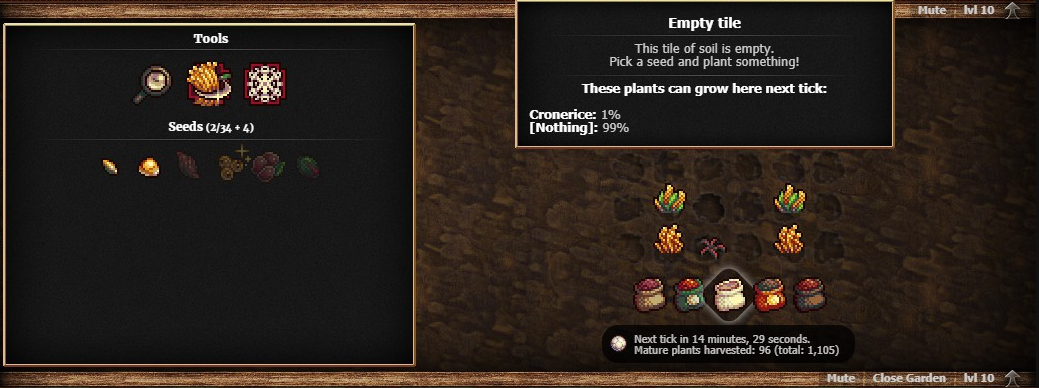 Mute lvl 10
Tools
Seeds (2/34 + 4)
Empty tile
This tile of soil is empty.
Pick a seed and plant something!
These plants can grow here next tick:
Cronerice: 1%
[Nothing]: 99%
Next tick in 14 minutes, 29 seconds.
Mature plants harvested: 96 (total: 1,105)
Mute Close Garden lvl 10